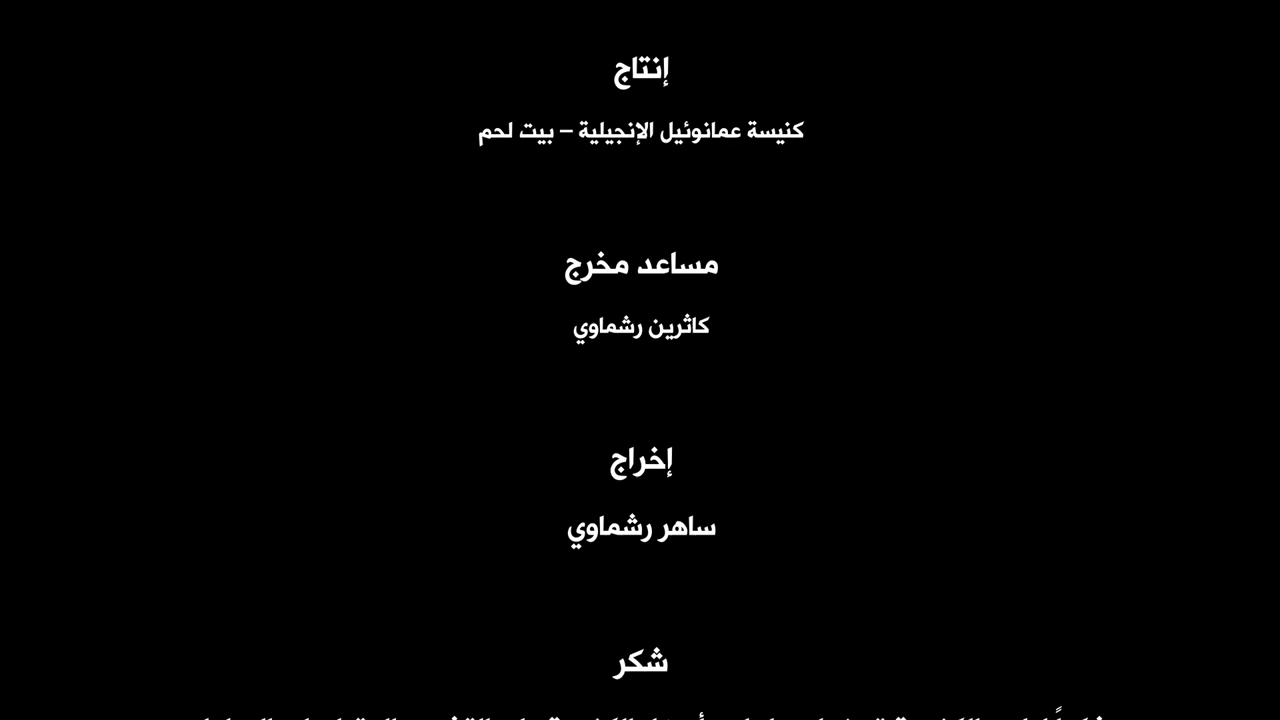 إنتاج
كنيسة عمانوئيل الإنجيلية – بيت لحم
مساعد مخرج
كاثرين رشماوي
إخراج
ساهر رشماوي
شكر